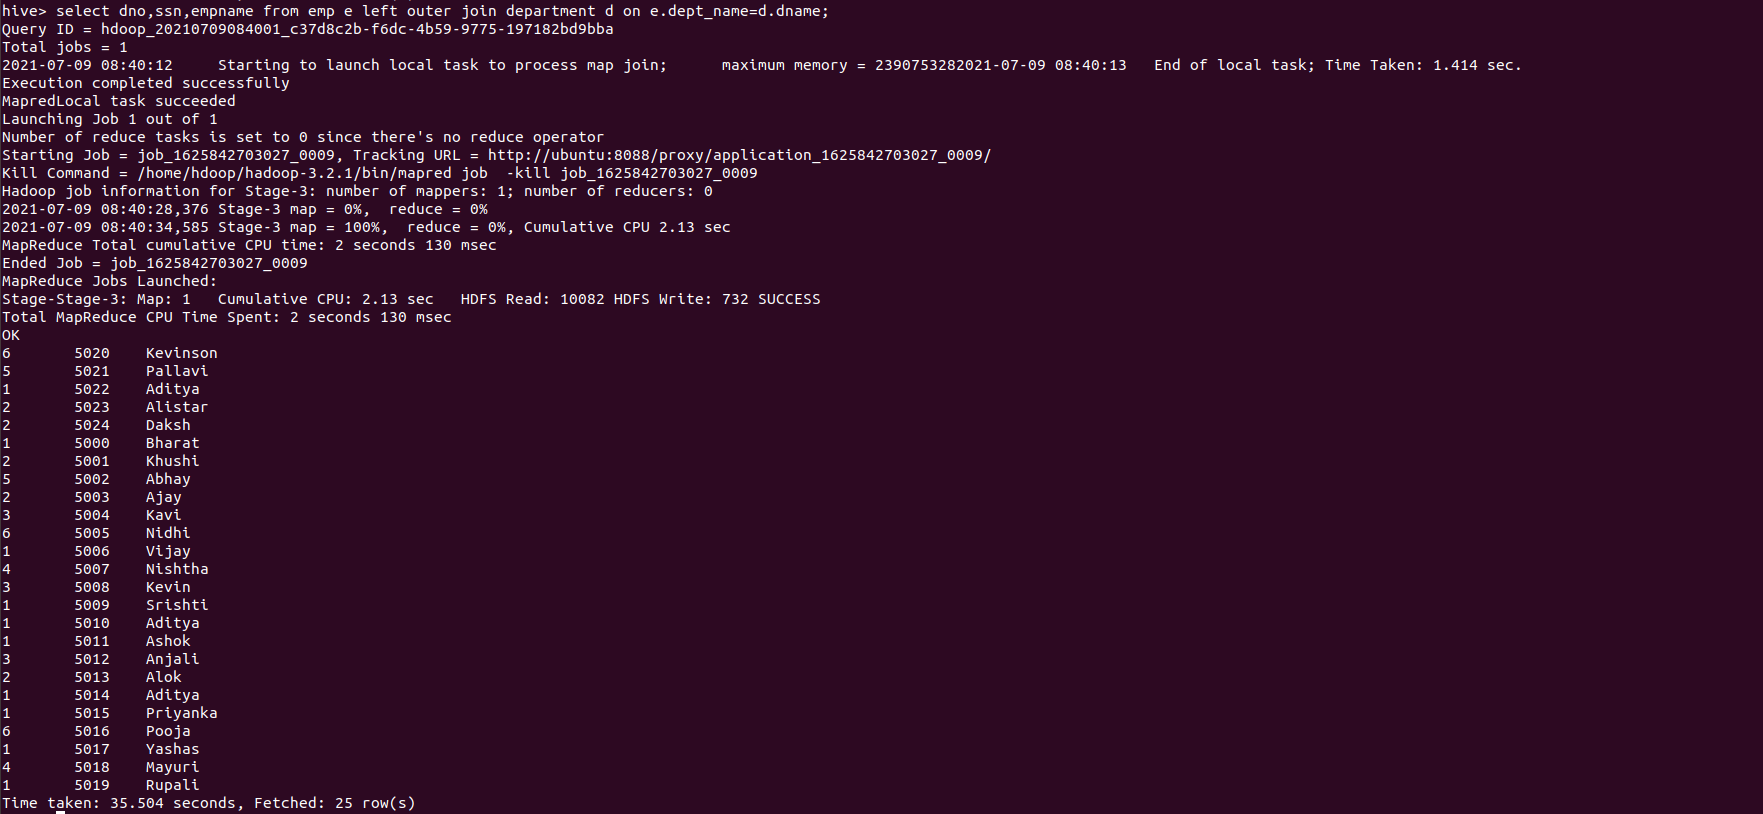 hive> select dno,ssn,empname from emp e left outer join department d on e.dept_name=d.dname;
Query ID = hdoop_20210709084001_c37d8c2b-f6dc-4b59-9775-197182bd9bba
Total jobs = 1
2021-07-09 08:40:12     Starting to launch local task to process map join;      maximum memory = 2390753282021-07-09 08:40:13   End of local task; Time Taken: 1.414 sec.
Execution completed successfully
MapredLocal task succeeded
Launching Job 1 out of 1
Number of reduce tasks is set to 0 since there's no reduce operator
Starting Job = job_1625842703027_0009, Tracking URL = http://ubuntu:8088/proxy/application_1625842703027_0009/
Kill Command = /home/hdoop/hadoop-3.2.1/bin/mapred job  -kill job_1625842703027_0009
Hadoop job information for Stage-3: number of mappers: 1; number of reducers: 0
2021-07-09 08:40:28,376 Stage-3 map = 0%,  reduce = 0%
2021-07-09 08:40:34,585 Stage-3 map = 100%,  reduce = 0%, Cumulative CPU 2.13 sec
MapReduce Total cumulative CPU time: 2 seconds 130 msec
Ended Job = job_1625842703027_0009
MapReduce Jobs Launched:
Stage-Stage-3: Map: 1   Cumulative CPU: 2.13 sec   HDFS Read: 10082 HDFS Write: 732 SUCCESS
Total MapReduce CPU Time Spent: 2 seconds 130 msec
OK
6       5020    Kevinson
5       5021    Pallavi
1       5022    Aditya
2       5023    Alistar
2       5024    Daksh
1       5000    Bharat
2       5001    Khushi
5       5002    Abhay
2       5003    Ajay
3       5004    Kavi
6       5005    Nidhi
1       5006    Vijay
4       5007    Nishtha
3       5008    Kevin
1       5009    Srishti
1       5010    Aditya
1       5011    Ashok
3       5012    Anjali
2       5013    Alok
1       5014    Aditya
1       5015    Priyanka
6       5016    Pooja
1       5017    Yashas
4       5018    Mayuri
1       5019    Rupali
Time taken: 35.504 seconds, Fetched: 25 row(s)